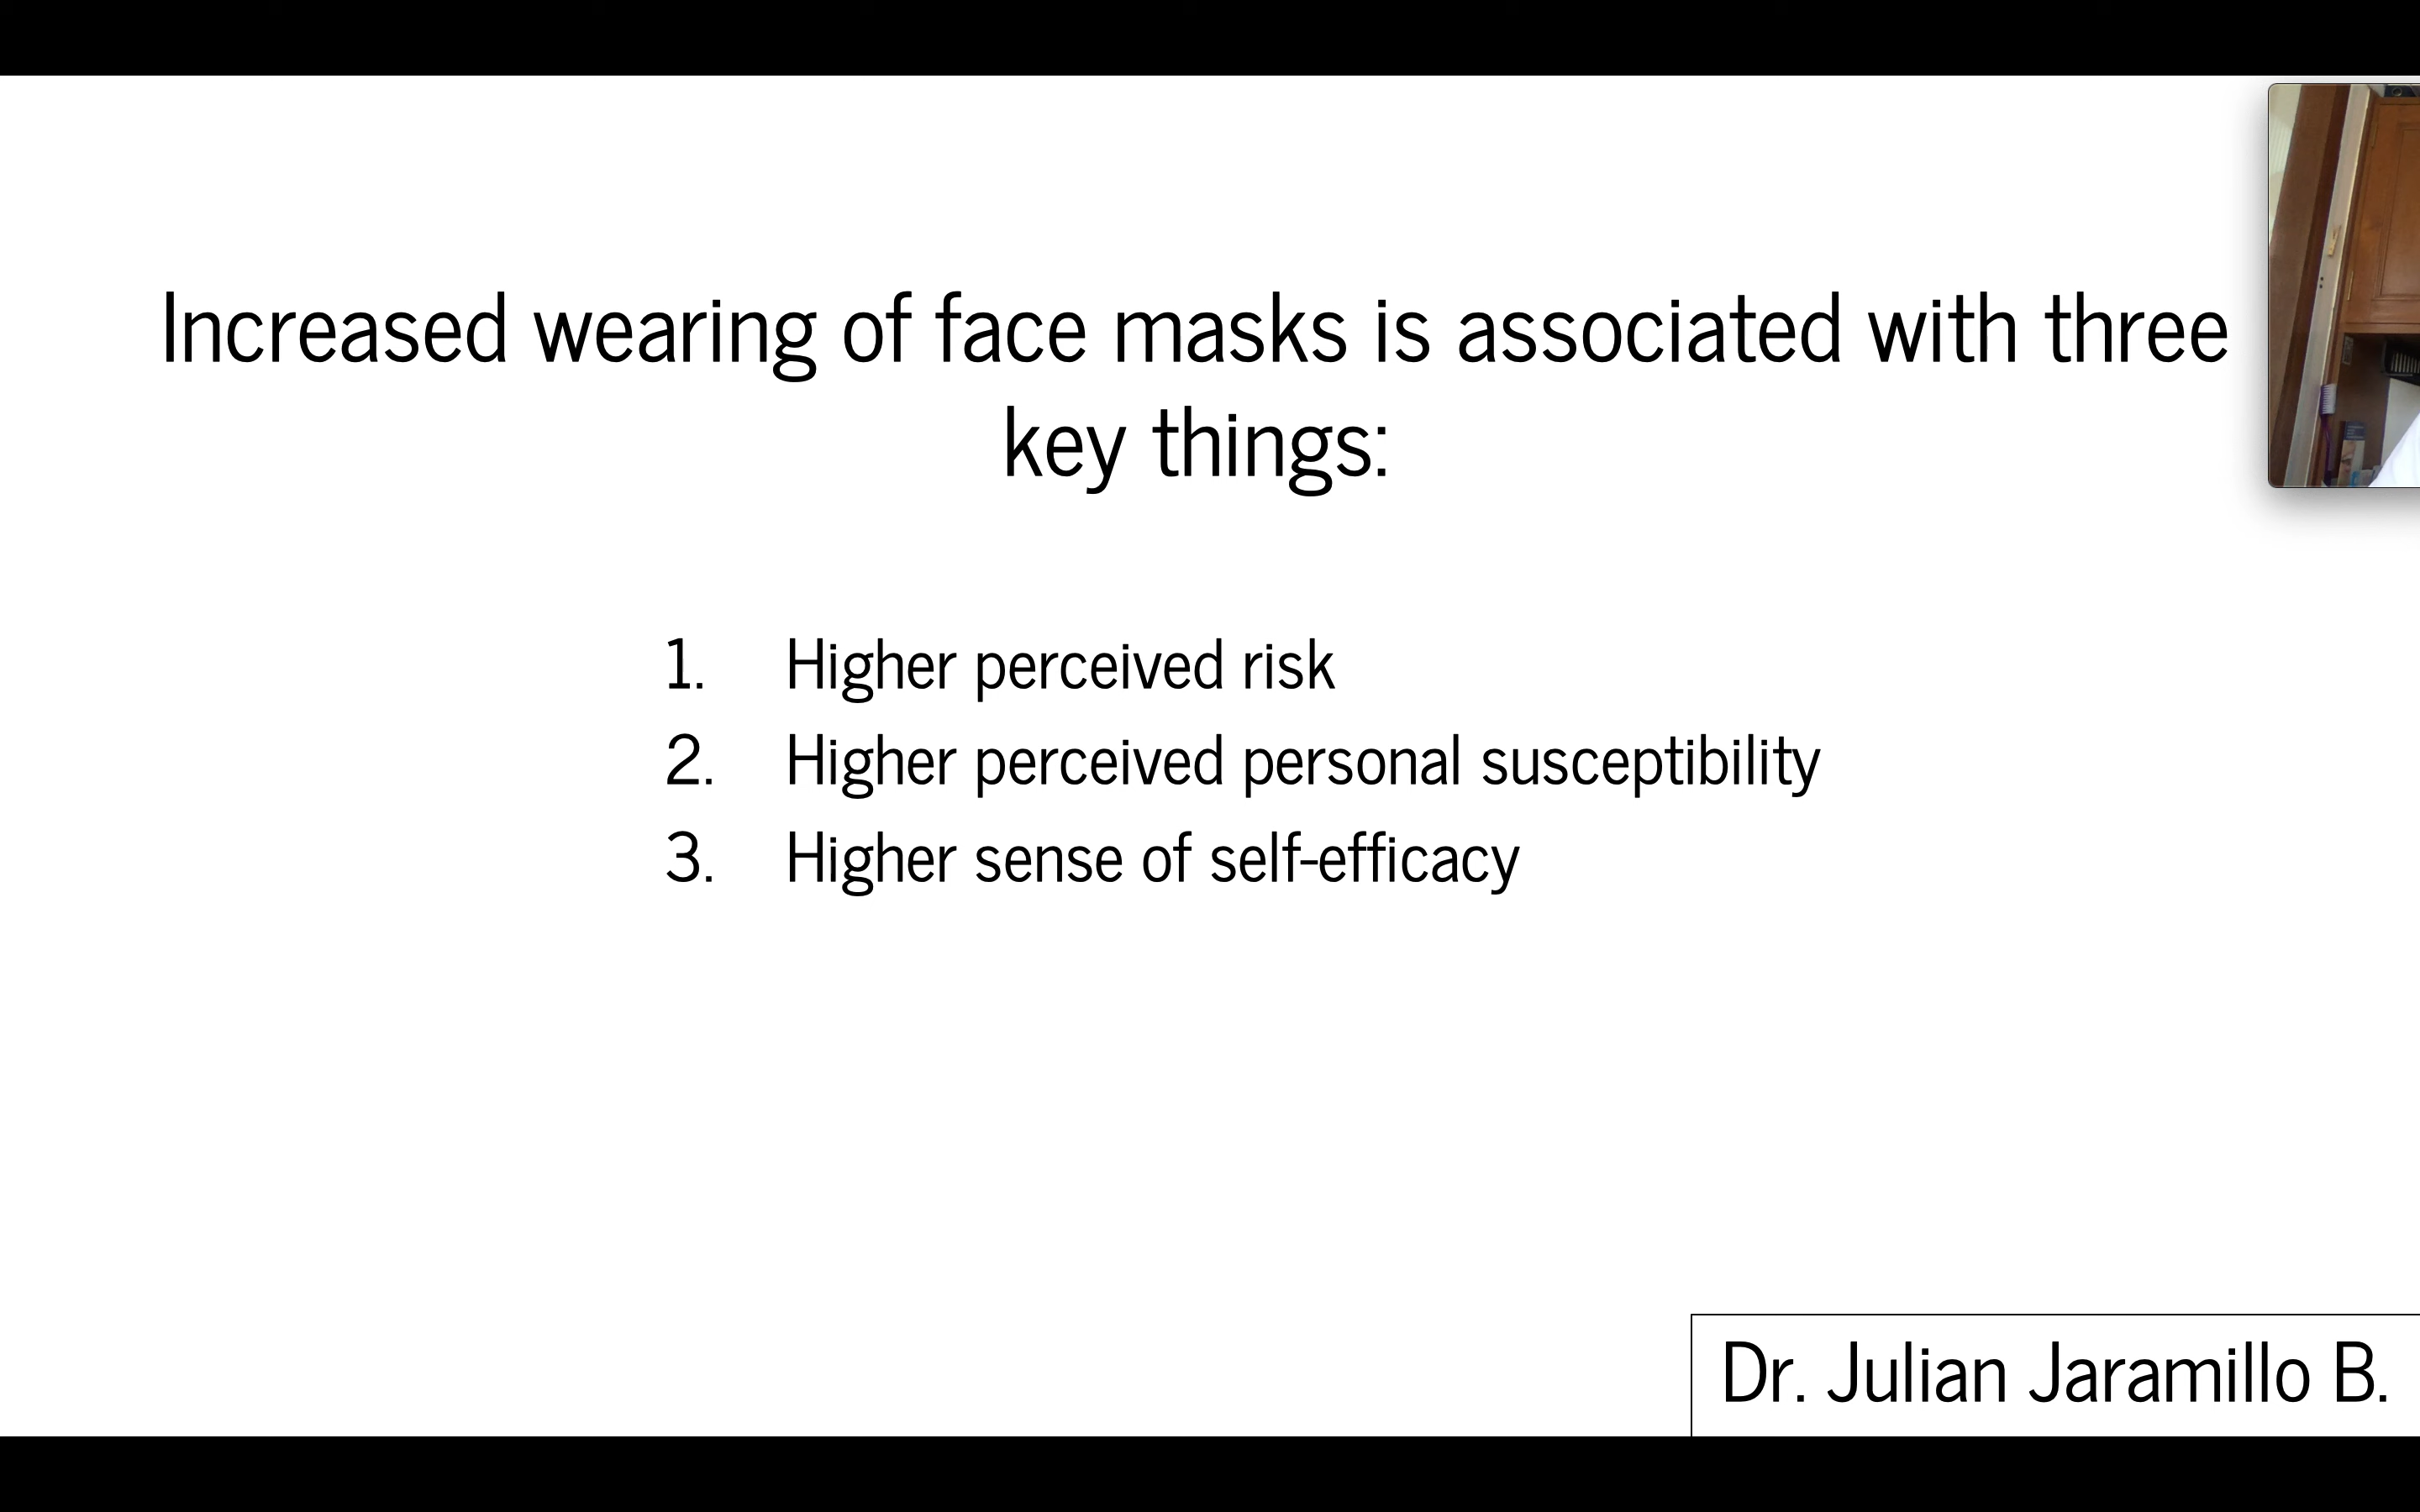 Increased wearing of face masks is associated with three
key things:
1. Higher perceived risk
2. Higher perceived personal susceptibility
3. Higher sense of self-efficacy
Dr. Julian Jaramillo B.